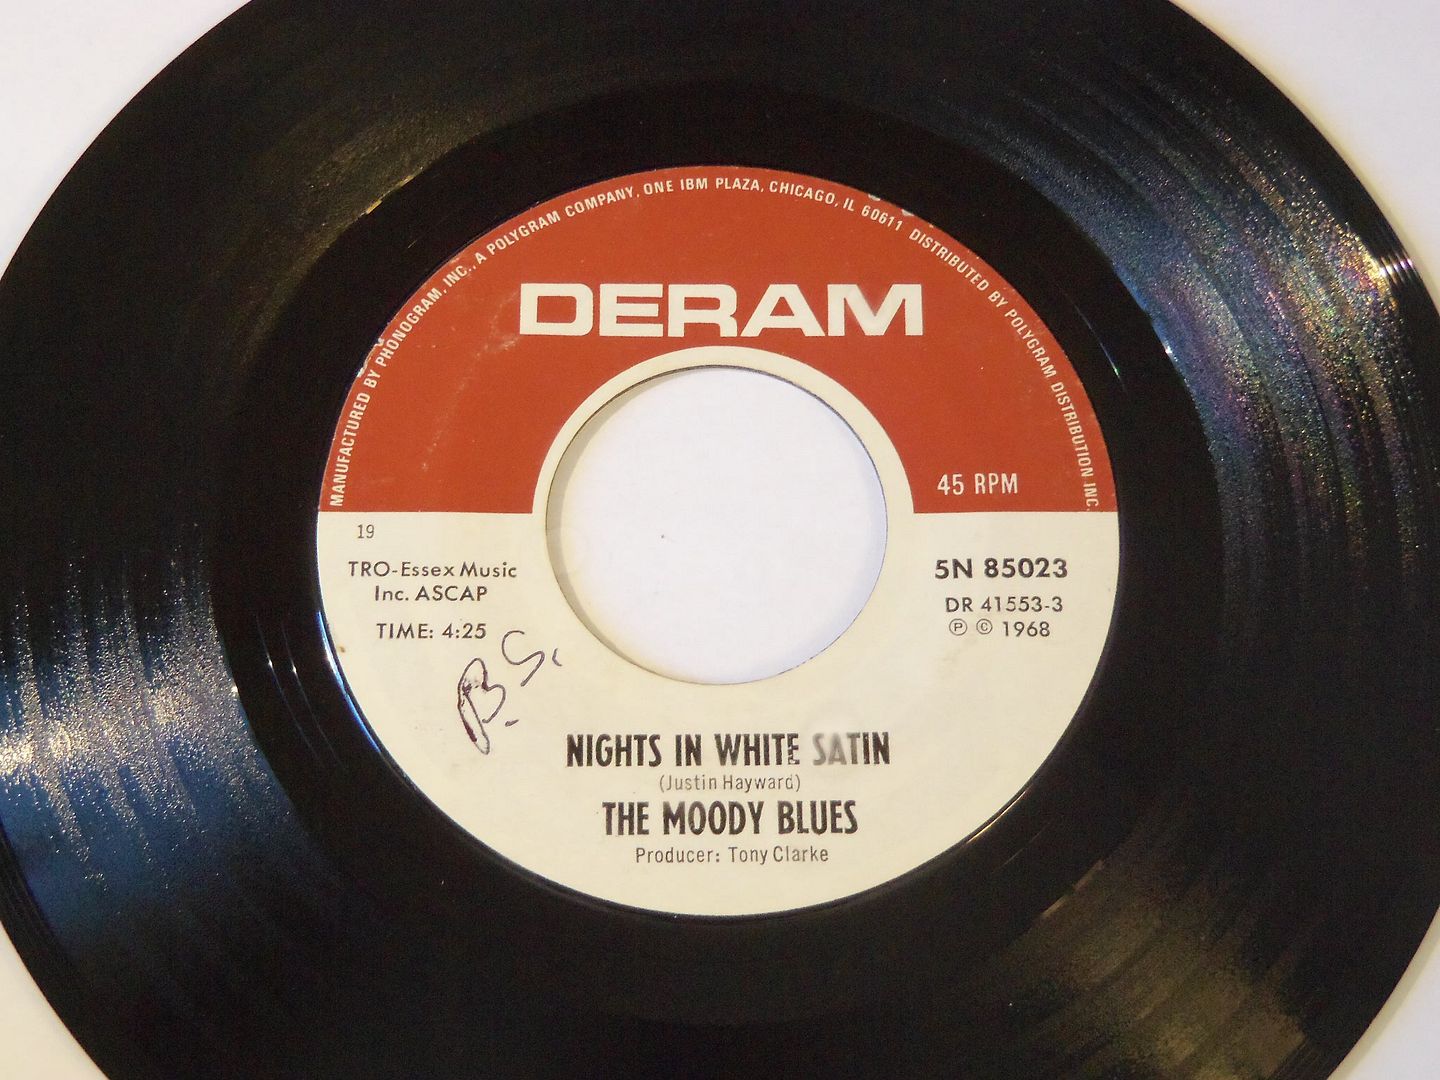 MANUFACTURED BY PHONOGRAM, INC., A POLYGRAM COMPANY, ONE IBM PLAZA, CHICAGO, IL 60611 DISTRIBUTED BY POLYGRAM DISTRIBUTION INC.
DERAM
45 RPM
19
TRO-Essex Music
Inc. ASCAP
TIME: 4:25
5N 85023
DR 41553-3
Ⓟ © 1968
B.S.
NIGHTS IN WHITE SATIN
(Justin Hayward)
THE MOODY BLUES
Producer: Tony Clarke